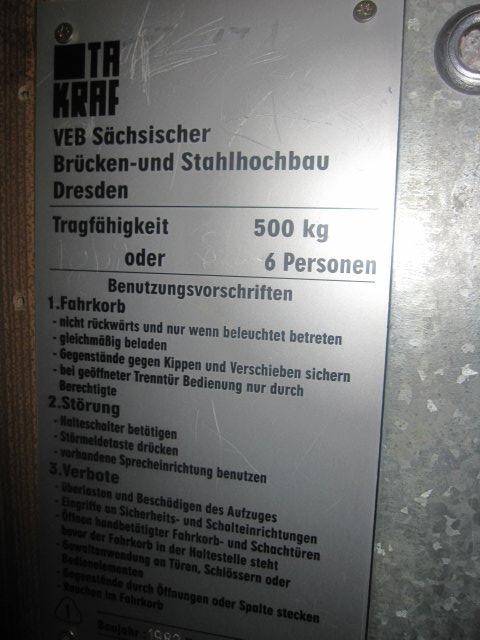 TA
KRAF
VEB Sächsischer
Brücken-und Stahlhochbau
Dresden
Tragfähigkeit 500 kg
oder 6 Personen
Benutzungsvorschriften
1.Fahrkorb
- nicht rückwärts und nur wenn beleuchtet betreten
- gleichmäßig beladen
- Gegenstände gegen Kippen und Verschieben sichern
- bei geöffneter Trenntür Bedienung nur durch
Berechtigte
2.Störung
- Halteschalter betätigen
- Störmeldetaste drücken
- vorhandene Sprecheinrichtung benutzen
3.Verbote
- Überlasten und Beschädigen des Aufzuges
- Eingriffe an Sicherheits- und Schalteinrichtungen
- Öffnen handbetätigter Fahrkorb- und Schachttüren
bevor der Fahrkorb in der Haltestelle steht
- Gewaltanwendung an Türen, Schlössern oder
Bedienelementen
- Gegenstände durch Öffnungen oder Spalte stecken
- Rauchen im Fahrkorb
Baujahr: